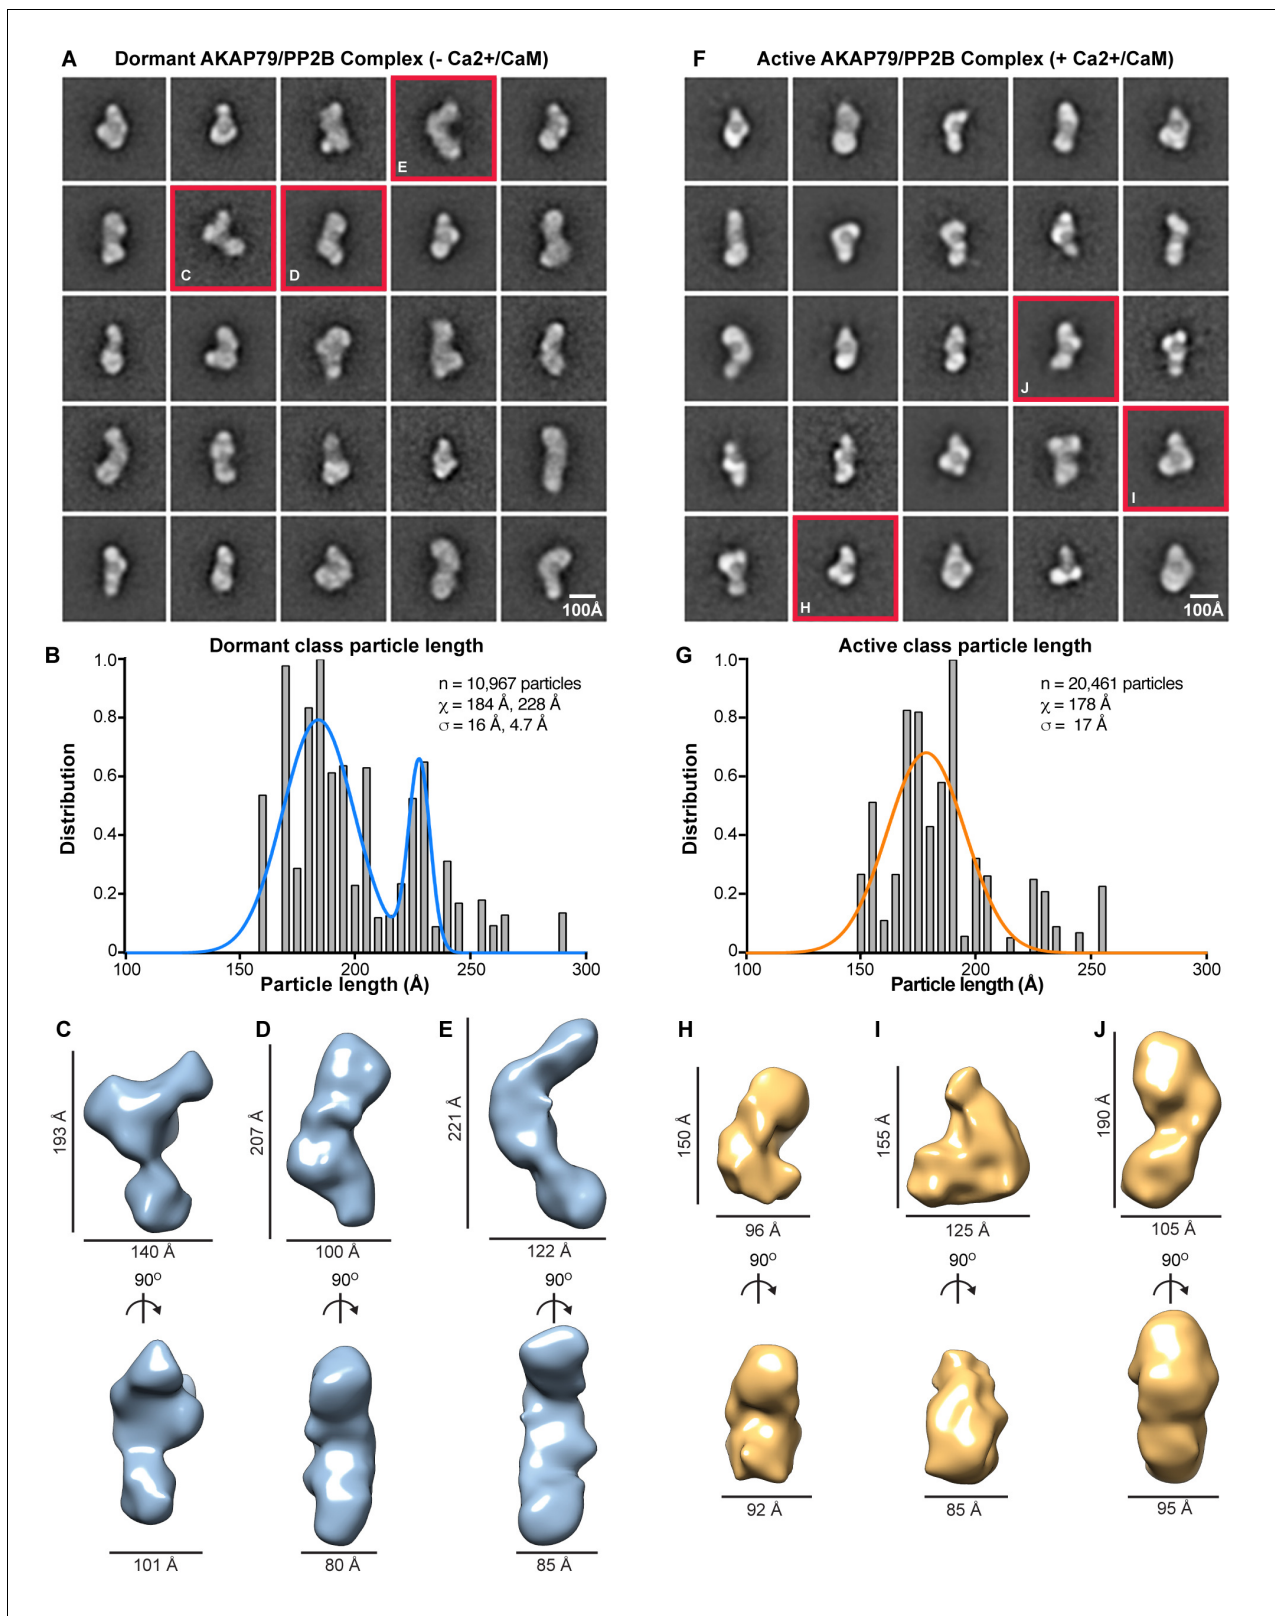 A Dormant AKAP79/PP2B Complex (- Ca2+/CaM)
E
C
D
100Å
F Active AKAP79/PP2B Complex (+ Ca2+/CaM)
J
I
H
100Å
B Dormant class particle length
n = 10,967 particles
χ = 184 Å, 228 Å
σ = 16 Å, 4.7 Å
Distribution
1.0
0.8
0.6
0.4
0.2
0
100 150 200 250 300
Particle length (Å)
G Active class particle length
n = 20,461 particles
χ = 178 Å
σ = 17 Å
Distribution
1.0
0.8
0.6
0.4
0.2
0
100 150 200 250 300
Particle length (Å)
C
193 Å
140 Å
90°
101 Å
D
207 Å
100 Å
90°
80 Å
E
221 Å
122 Å
90°
85 Å
H
150 Å
96 Å
90°
92 Å
I
155 Å
125 Å
90°
85 Å
J
190 Å
105 Å
90°
95 Å